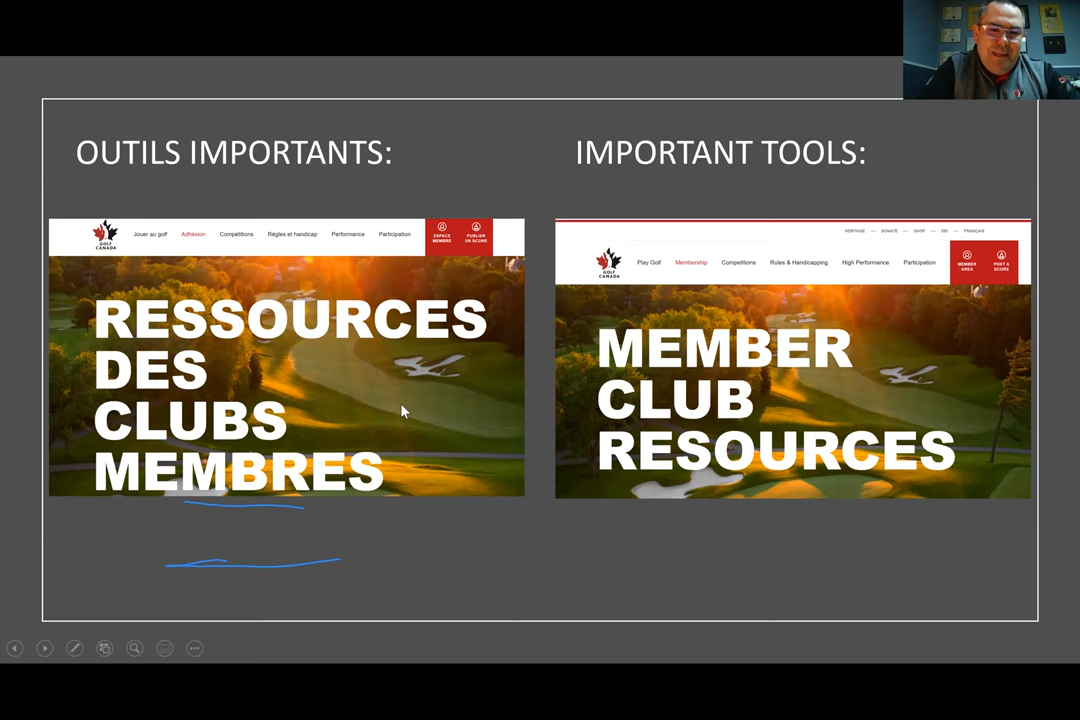 OUTILS IMPORTANTS:
GOLF
CANADA
Jouer au golf Adhésion Compétitions Règles et handicap Performance Participation
ESPACE
MEMBRE
PUBLIER
UN SCORE
RESSOURCES
DES
CLUBS
MEMBRES
IMPORTANT TOOLS:
HERITAGE — DONATE — SHOP — DEI — FRANÇAIS
GOLF
CANADA
Play Golf Membership Competitions Rules & Handicapping High Performance Participation
MEMBER
AREA
POST A
SCORE
MEMBER
CLUB
RESOURCES